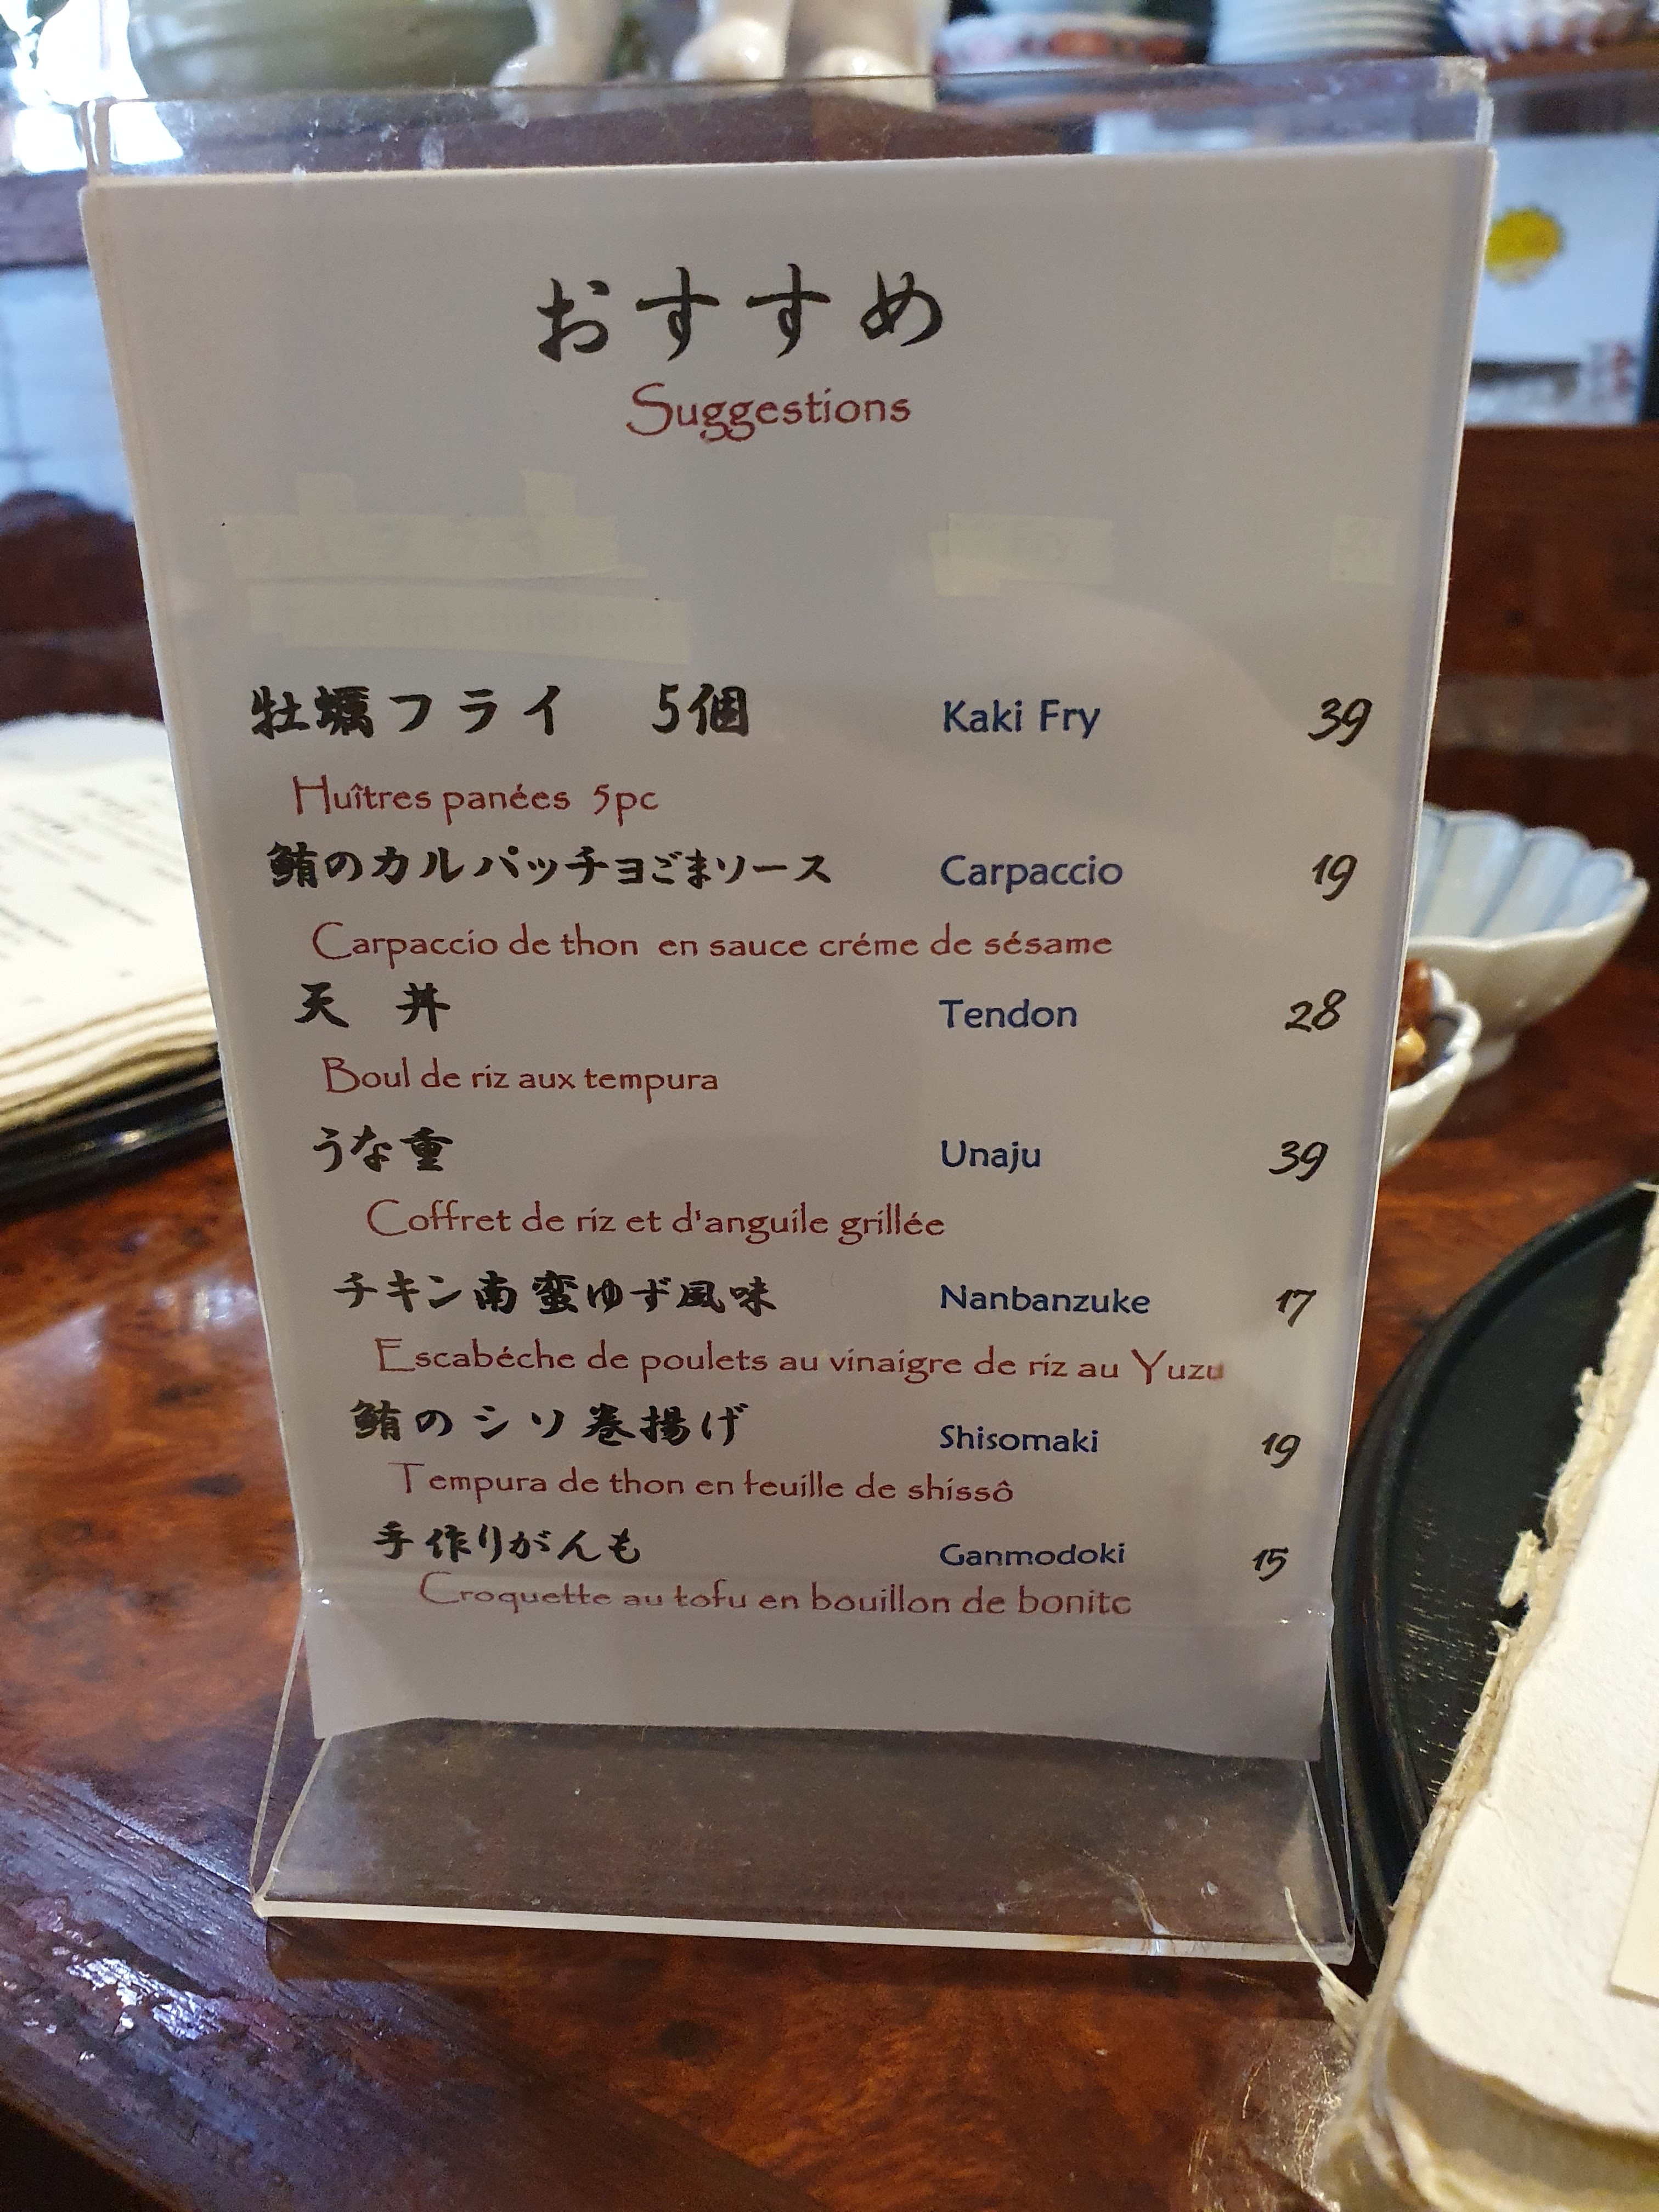 おすすめ
Suggestions
牡蠣フライ 5個 Kaki Fry 39
Huîtres panées 5pc
鮪のカルパッチョごまソース Carpaccio 19
Carpaccio de thon en sauce créme de sésame
天 丼 Tendon 28
Boul de riz aux tempura
うな重 Unaju 39
Coffret de riz et d'anguile grillée
チキン南蛮ゆず風味 Nanbanzuke 17
Escabéche de poulets au vinaigre de riz au Yuzu
鮪のシソ巻揚げ Shisomaki 19
Tempura de thon en feuille de shissô
手作りがんも Ganmodoki 15
Croquette au tofu en bouillon de bonite